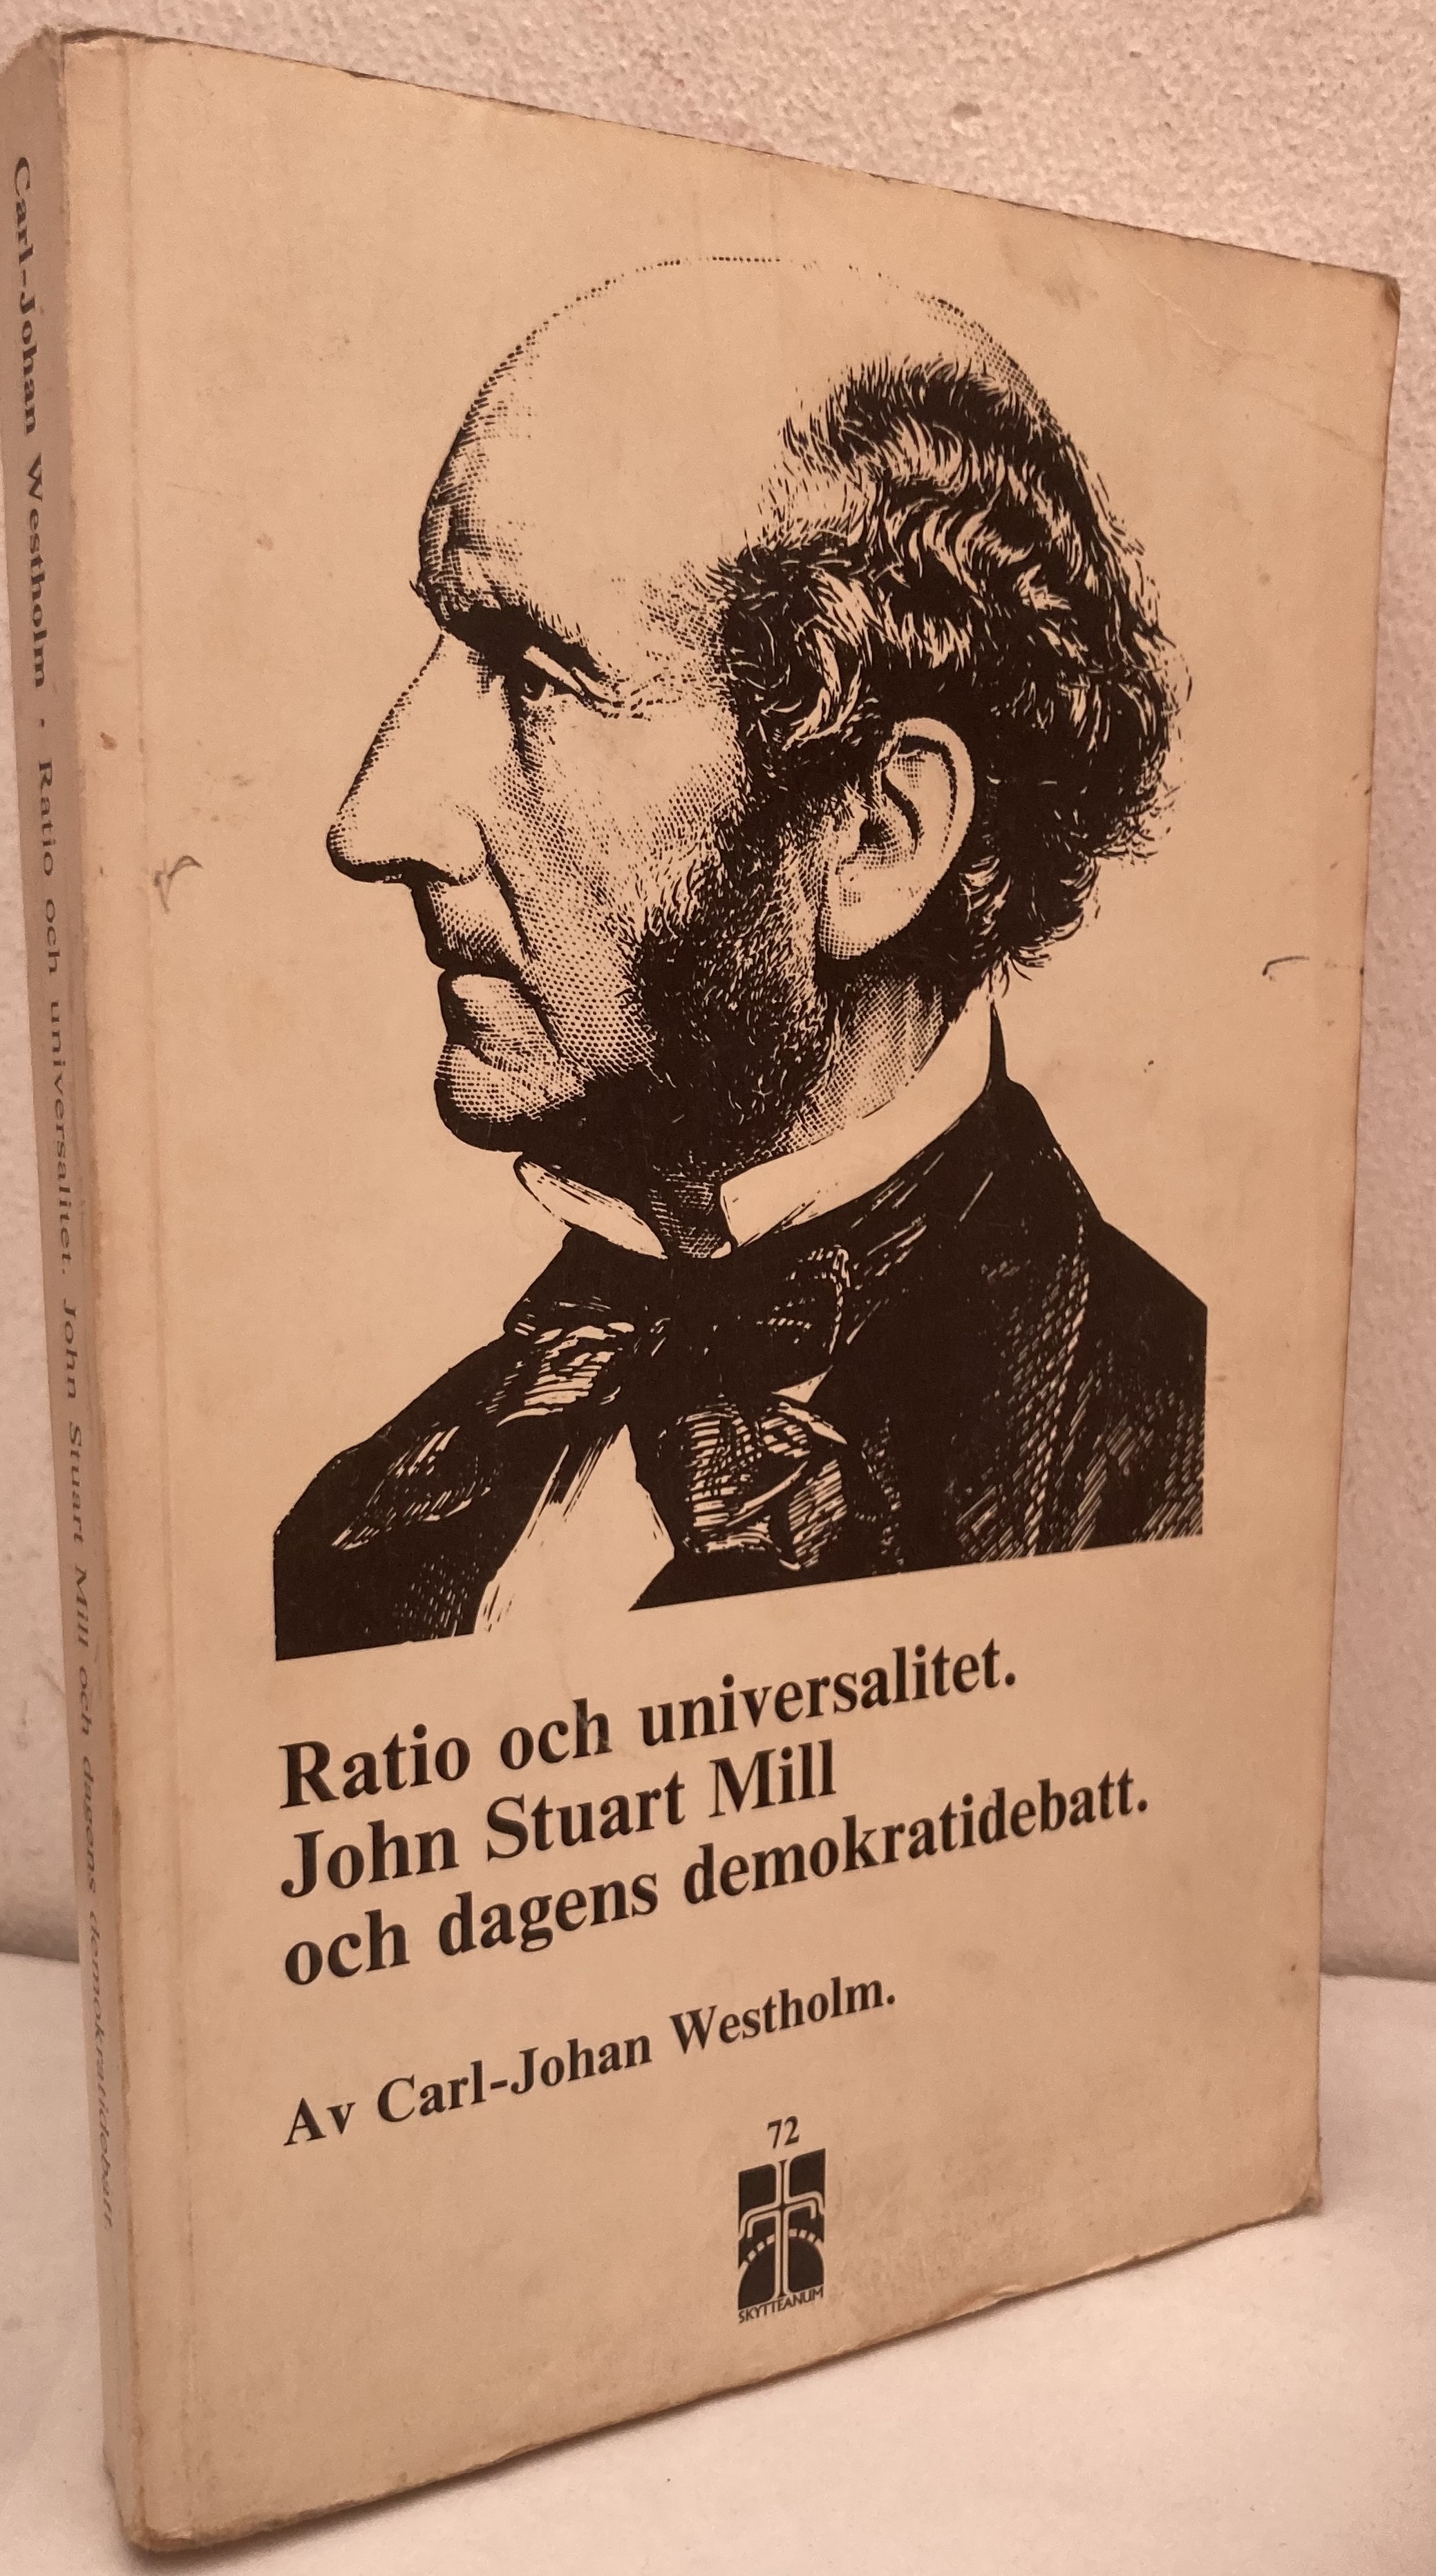 Carl-Johan Westholm · Ratio och universalitet. John Stuart Mill och dagens demokratidebatt.
Ratio och universalitet.
John Stuart Mill
och dagens demokratidebatt.
Av Carl-Johan Westholm.
72
SKYTTEANUM